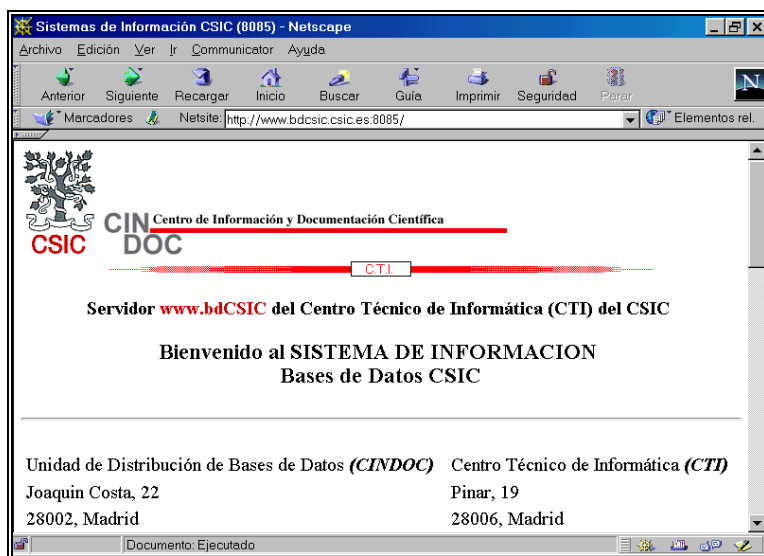 Sistemas de Información CSIC (8085) - Netscape
Archivo Edición Ver Ir Communicator Ayuda
Anterior Siguiente Recargar Inicio Buscar Guía Imprimir Seguridad Parar
N
Marcadores Netsite: http://www.bdcsic.csic.es:8085/ Elementos rel.
CSIC
CINDOC
Centro de Información y Documentación Científica
C.T.I.
Servidor www.bdCSIC del Centro Técnico de Informática (CTI) del CSIC
Bienvenido al SISTEMA DE INFORMACION
Bases de Datos CSIC
Unidad de Distribución de Bases de Datos (CINDOC) Centro Técnico de Informática (CTI)
Joaquin Costa, 22 Pinar, 19
28002, Madrid 28006, Madrid
Documento: Ejecutado